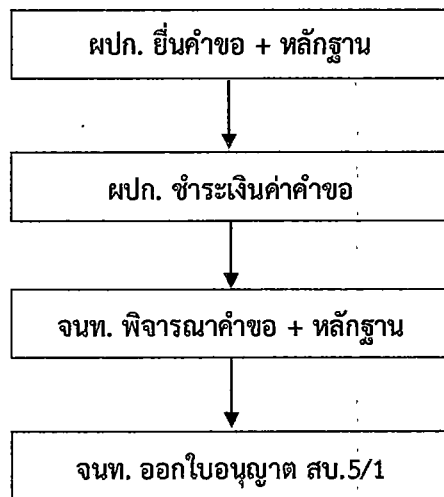 ผปก. ยื่นคำขอ + หลักฐาน
ผปก. ชำระเงินค่าคำขอ
จนท. พิจารณาคำขอ + หลักฐาน
จนท. ออกใบอนุญาต สบ.5/1